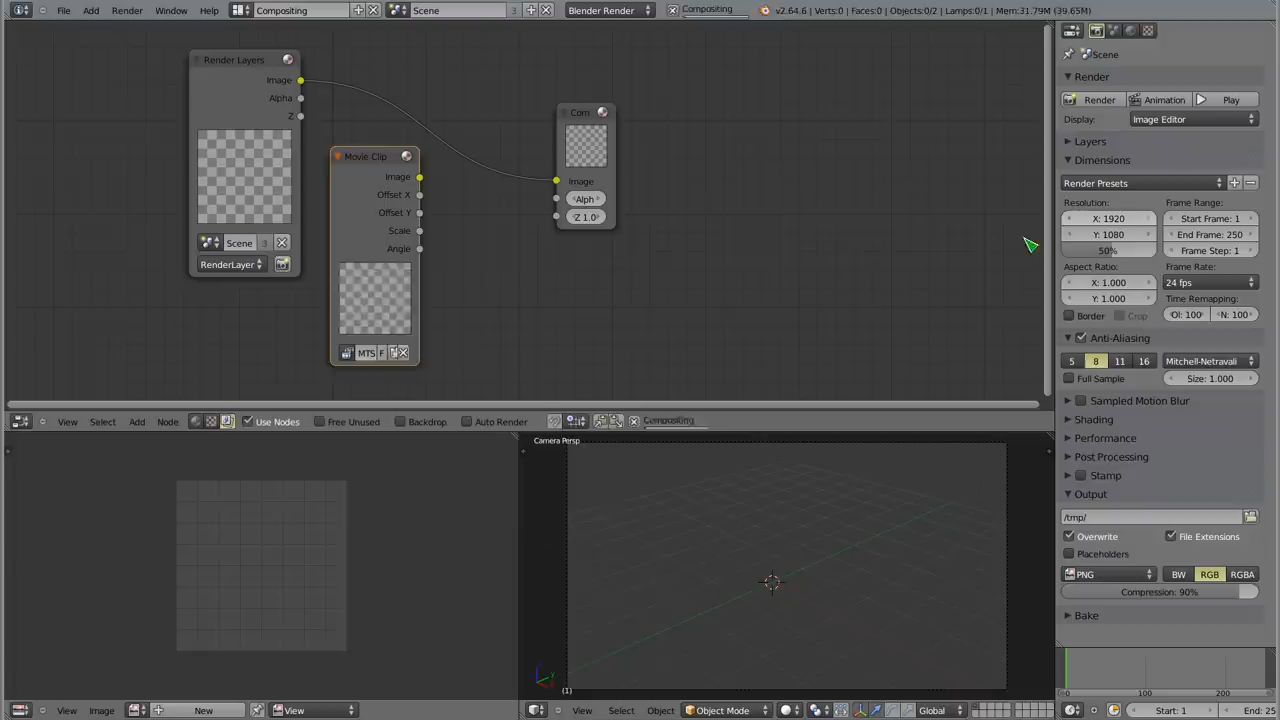 File Add Render Window Help Compositing Scene 3 Blender Render Compositing v2.64.6 | Verts:0 | Faces:0 | Objects:0/2 | Lamps:0/1 | Mem:31.79M (39.65M)
Render Layers
Image
Alpha
Z
Scene 3
RenderLayer
Movie Clip
Image
Offset X
Offset Y
Scale
Angle
MTS F
Com
Image
Alph
Z 1.0
View Select Add Node Use Nodes Free Unused Backdrop Auto Render Compositing
Camera Persp
(1)
View Image New View
View Select Object Object Mode Global
Scene
Render
Render Animation Play
Display: Image Editor
Layers
Dimensions
Render Presets
Resolution: Frame Range:
X: 1920 Start Frame: 1
Y: 1080 End Frame: 250
50% Frame Step: 1
Aspect Ratio: Frame Rate:
X: 1.000 24 fps
Y: 1.000 Time Remapping:
Border Crop Ol: 100 N: 100
Anti-Aliasing
5 8 11 16 Mitchell-Netravali
Full Sample Size: 1.000
Sampled Motion Blur
Shading
Performance
Post Processing
Stamp
Output
/tmp/
Overwrite File Extensions
Placeholders
PNG BW RGB RGBA
Compression: 90%
Bake
0 100 200
Start: 1 End: 25